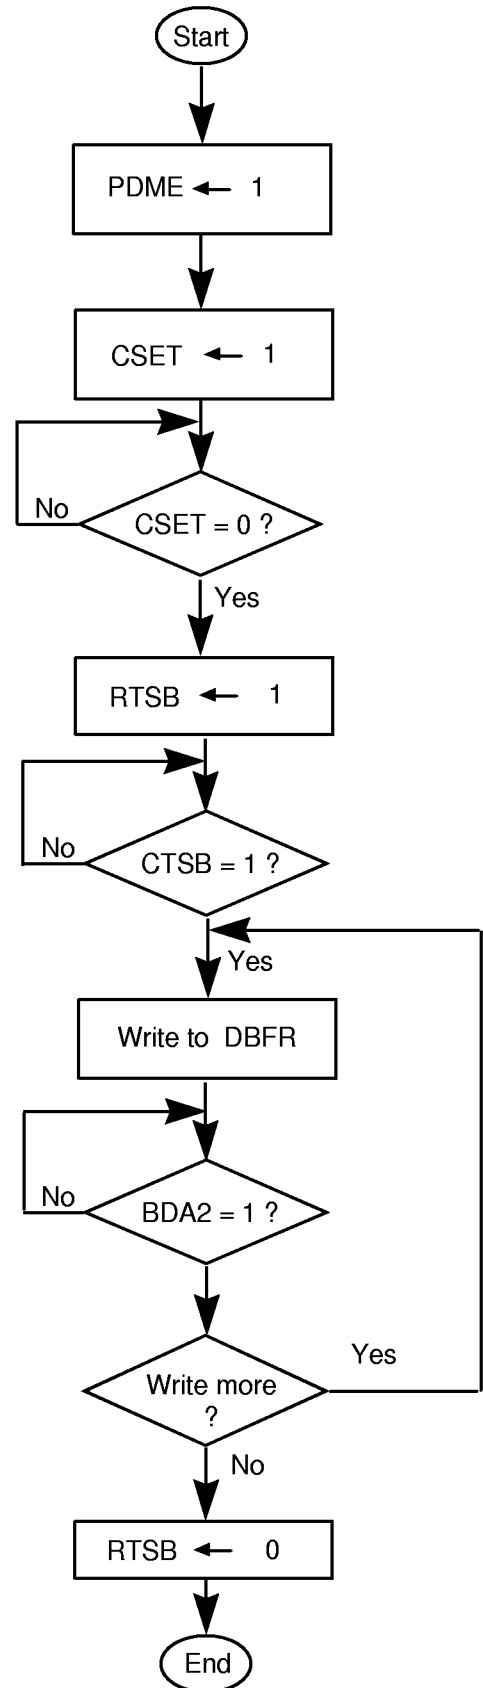 Start
PDME ← 1
CSET ← 1
CSET = 0 ?
No
Yes
RTSB ← 1
CTSB = 1 ?
No
Yes
Write to DBFR
BDA2 = 1 ?
No
Write more
?
Yes
No
RTSB ← 0
End